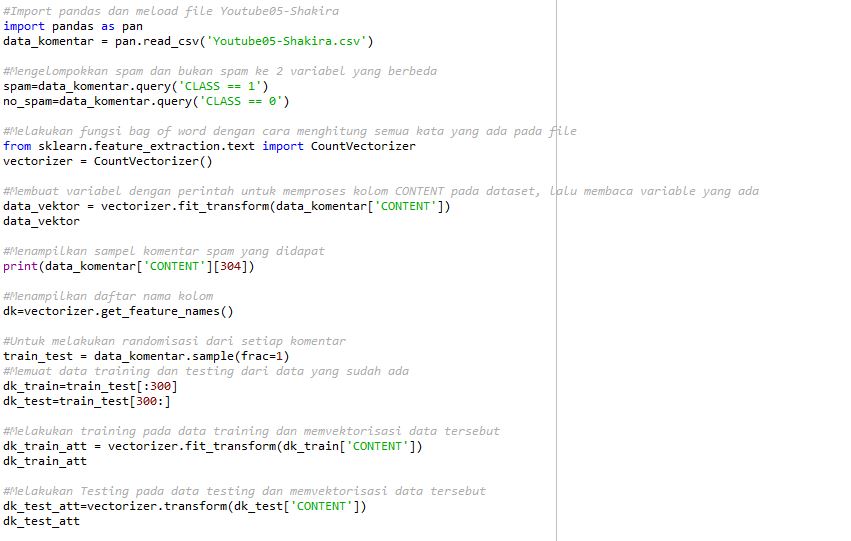 #Import pandas dan meload file Youtube05-Shakira
import pandas as pan
data_komentar = pan.read_csv('Youtube05-Shakira.csv')
#Mengelompokkan spam dan bukan spam ke 2 variabel yang berbeda
spam=data_komentar.query('CLASS == 1')
no_spam=data_komentar.query('CLASS == 0')
#Melakukan fungsi bag of word dengan cara menghitung semua kata yang ada pada file
from sklearn.feature_extraction.text import CountVectorizer
vectorizer = CountVectorizer()
#Membuat variabel dengan perintah untuk memproses kolom CONTENT pada dataset, lalu membaca variable yang ada
data_vektor = vectorizer.fit_transform(data_komentar['CONTENT'])
data_vektor
#Menampilkan sampel komentar spam yang didapat
print(data_komentar['CONTENT'][304])
#Menampilkan daftar nama kolom
dk=vectorizer.get_feature_names()
#Untuk melakukan randomisasi dari setiap komentar
train_test = data_komentar.sample(frac=1)
#Memuat data training dan testing dari data yang sudah ada
dk_train=train_test[:300]
dk_test=train_test[300:]
#Melakukan training pada data training dan memvektorisasi data tersebut
dk_train_att = vectorizer.fit_transform(dk_train['CONTENT'])
dk_train_att
#Melakukan Testing pada data testing dan memvektorisasi data tersebut
dk_test_att=vectorizer.transform(dk_test['CONTENT'])
dk_test_att